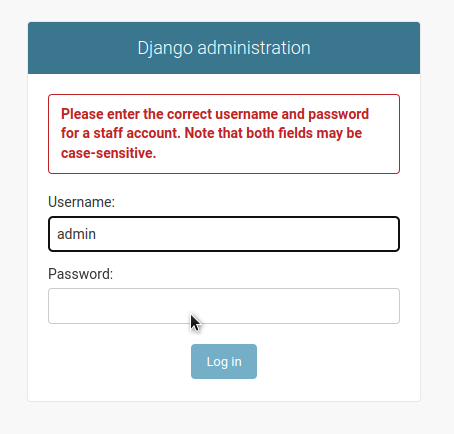 Django administration
Please enter the correct username and password
for a staff account. Note that both fields may be
case-sensitive.
Username:
admin
Password:
Log in